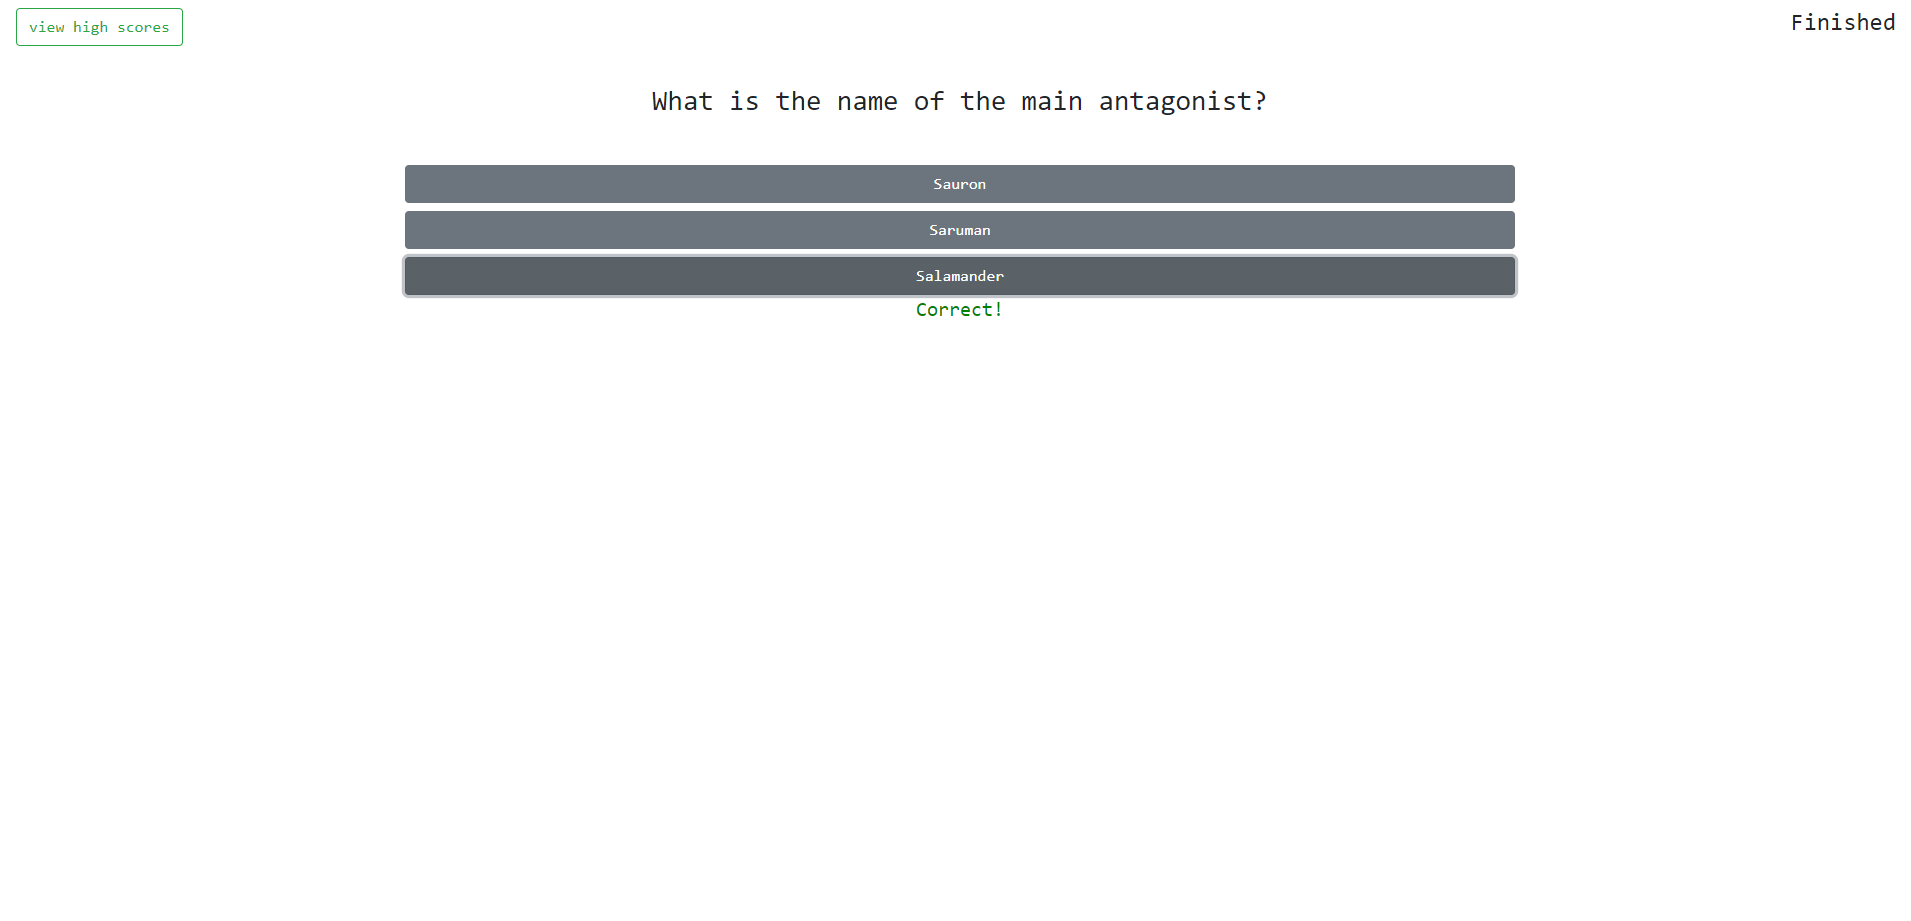 view high scores
Finished
What is the name of the main antagonist?
Sauron
Saruman
Salamander
Correct!